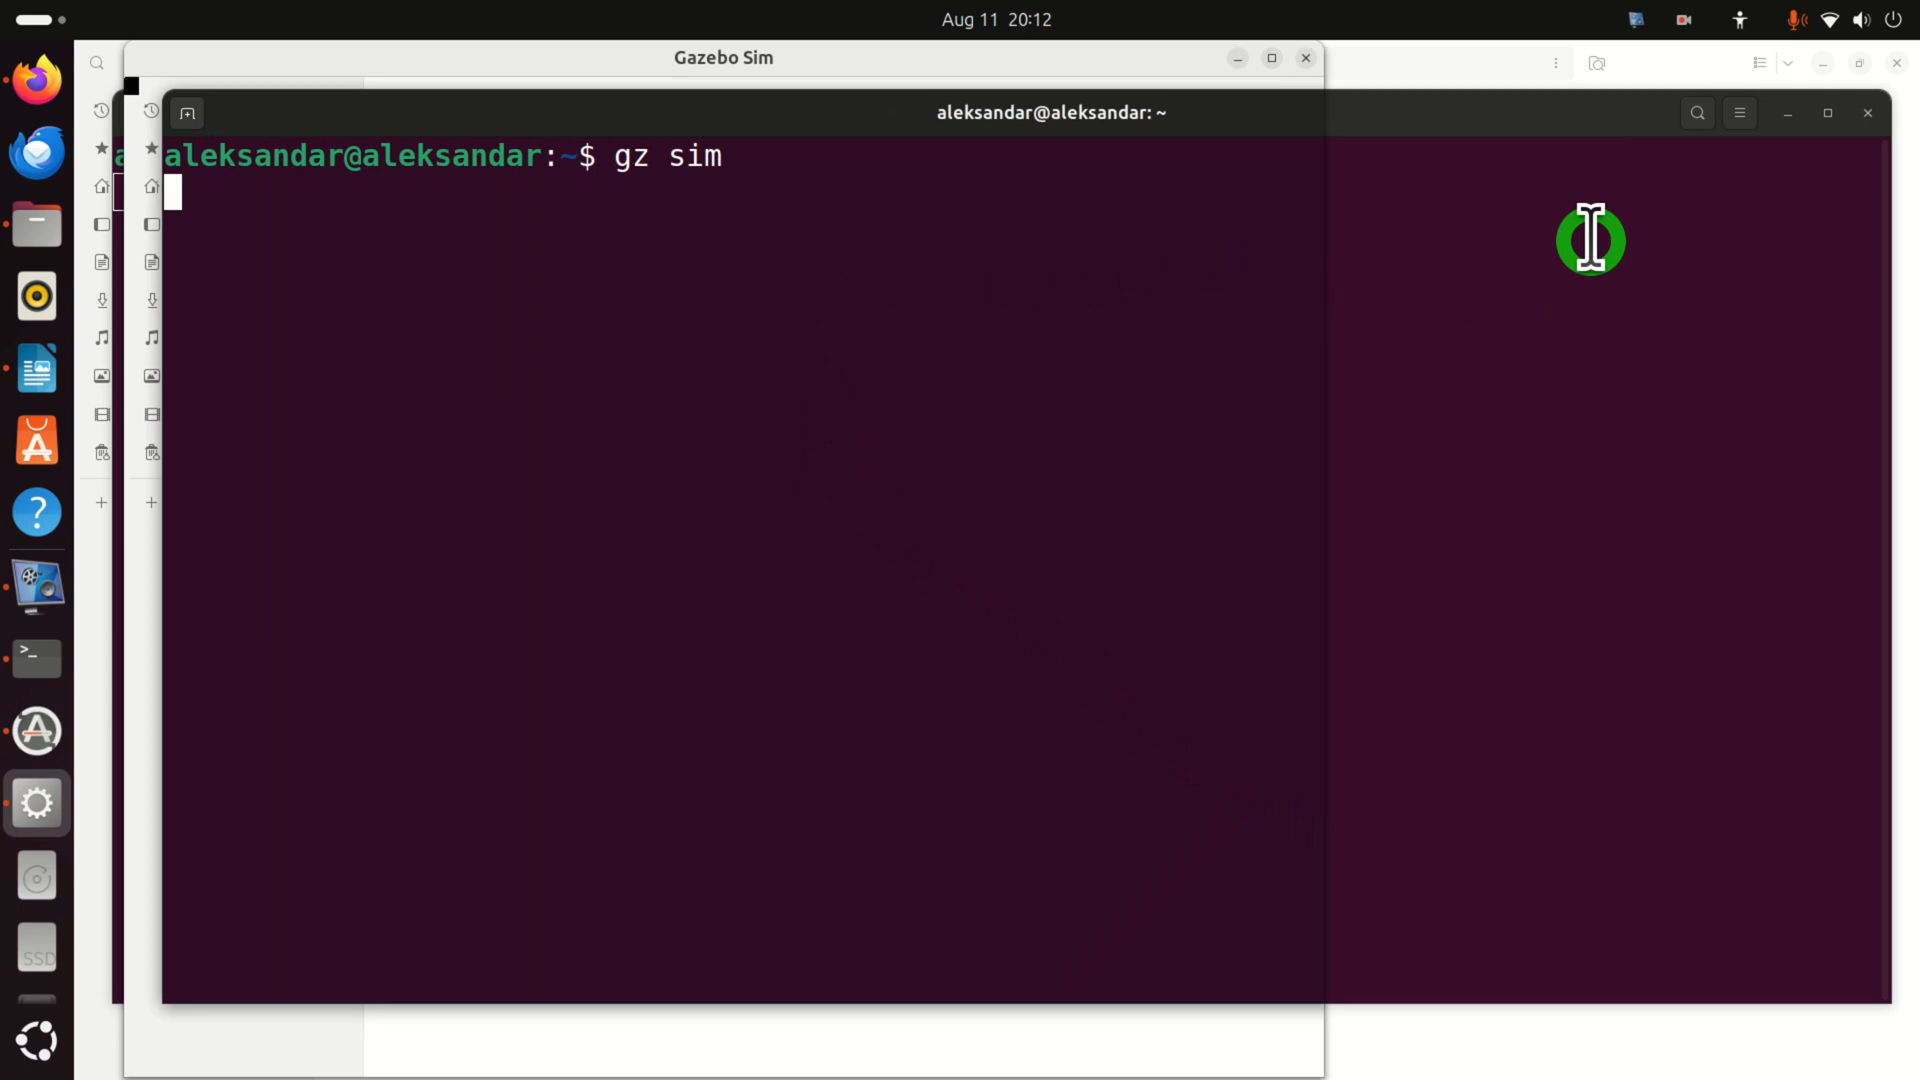 Aug 11 20:12
Gazebo Sim
aleksandar@aleksandar: ~
aleksandar@aleksandar:~$ gz sim
SSD